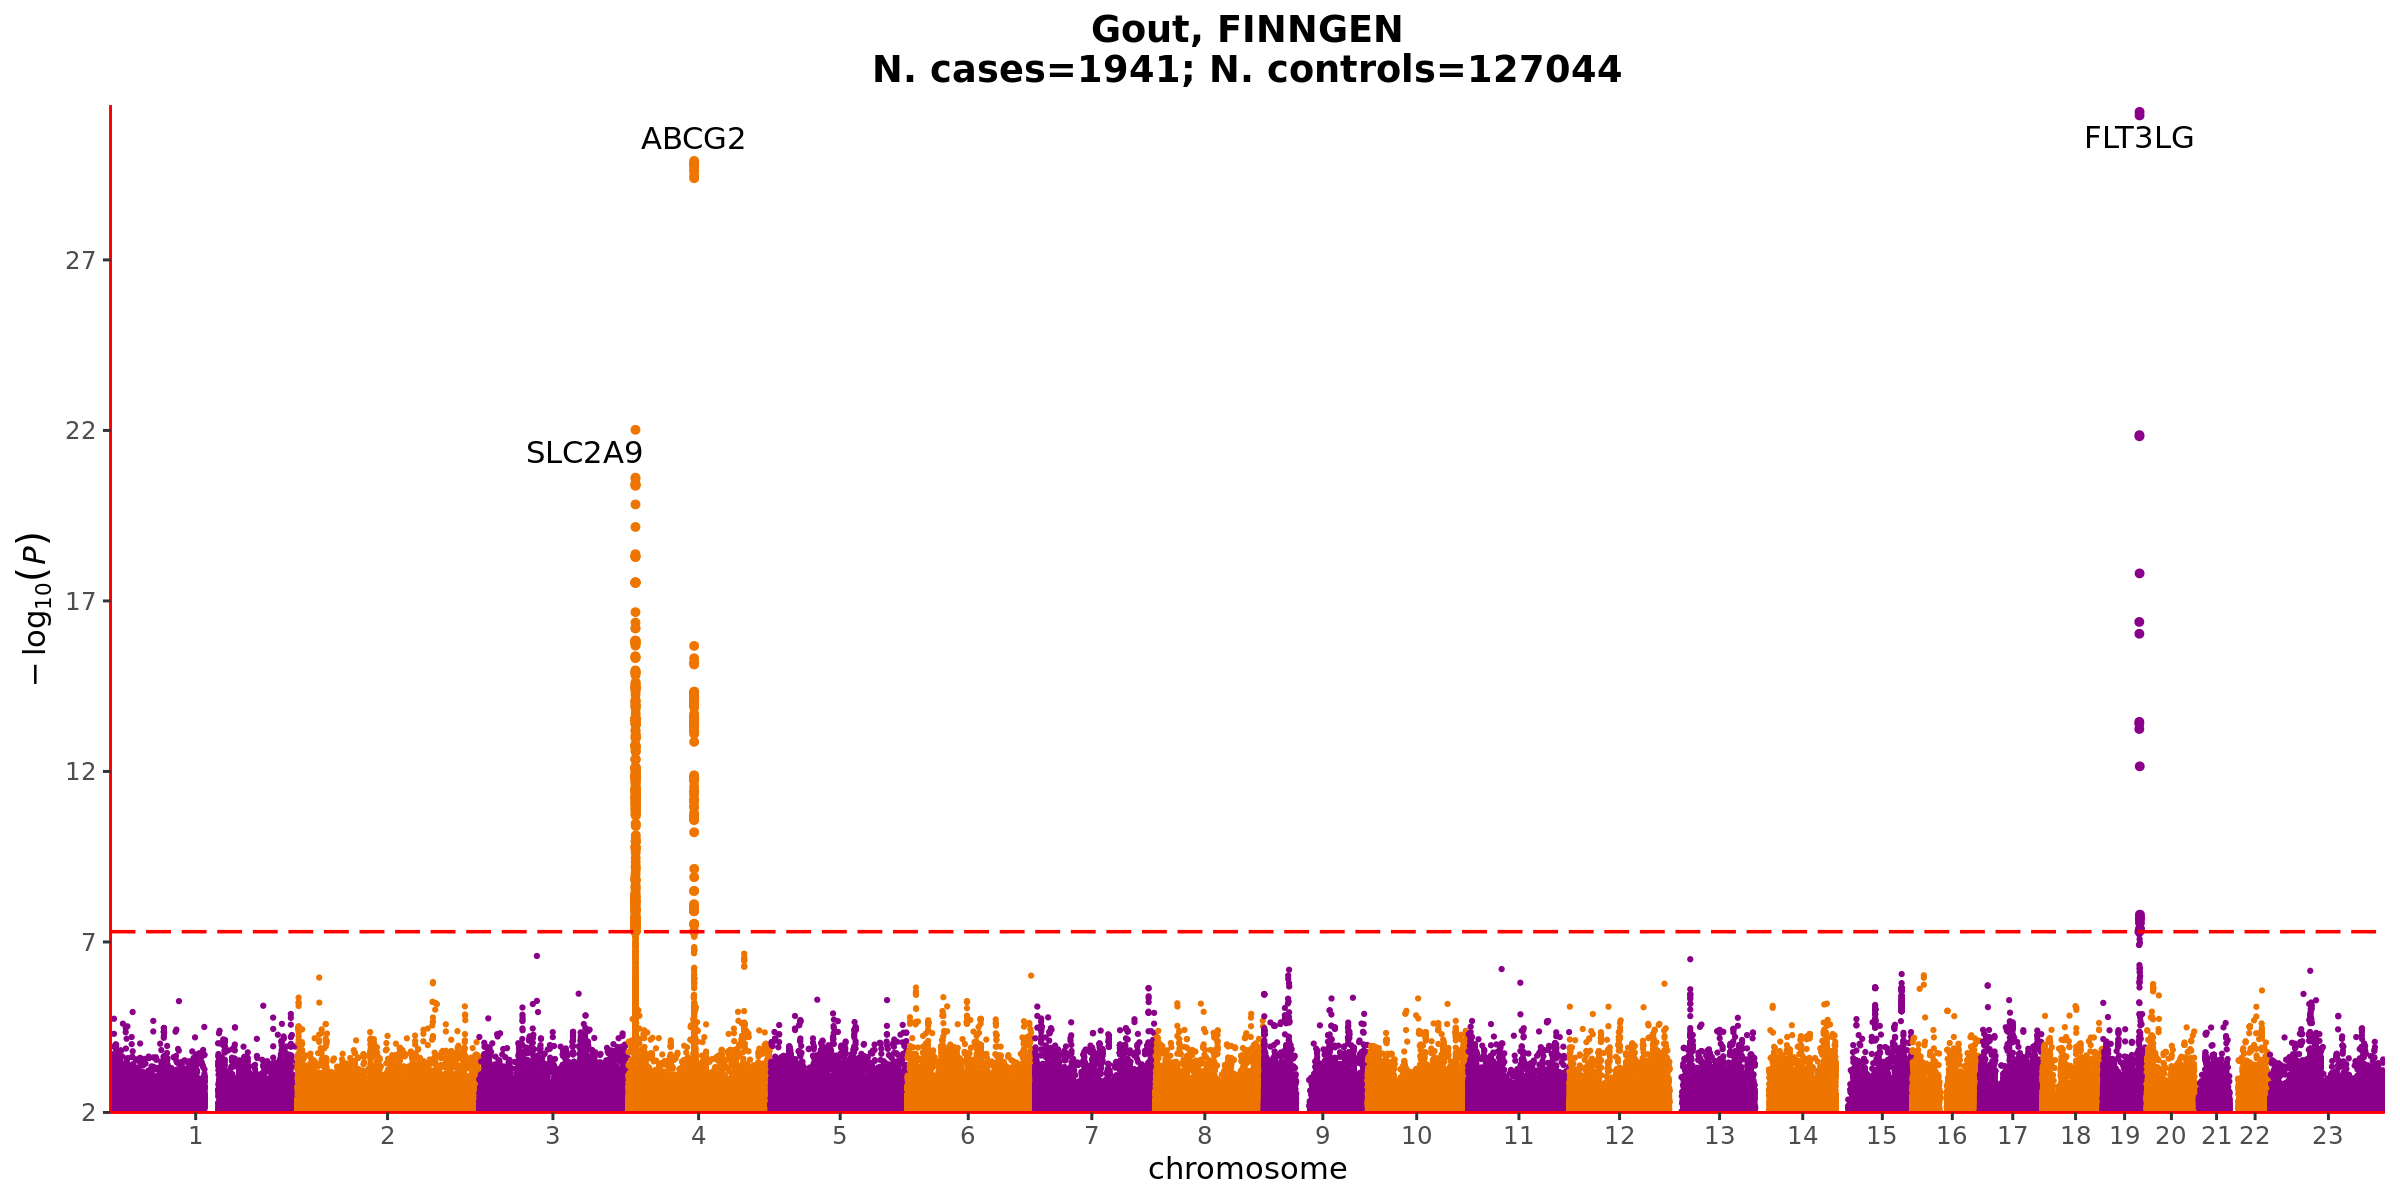 Gout, FINNGEN
N. cases=1941; N. controls=127044
ABCG2
FLT3LG
SLC2A9
27
22
17
12
7
2
−log₁₀(P)
1 2 3 4 5 6 7 8 9 10 11 12 13 14 15 16 17 18 19 20 21 22 23
chromosome